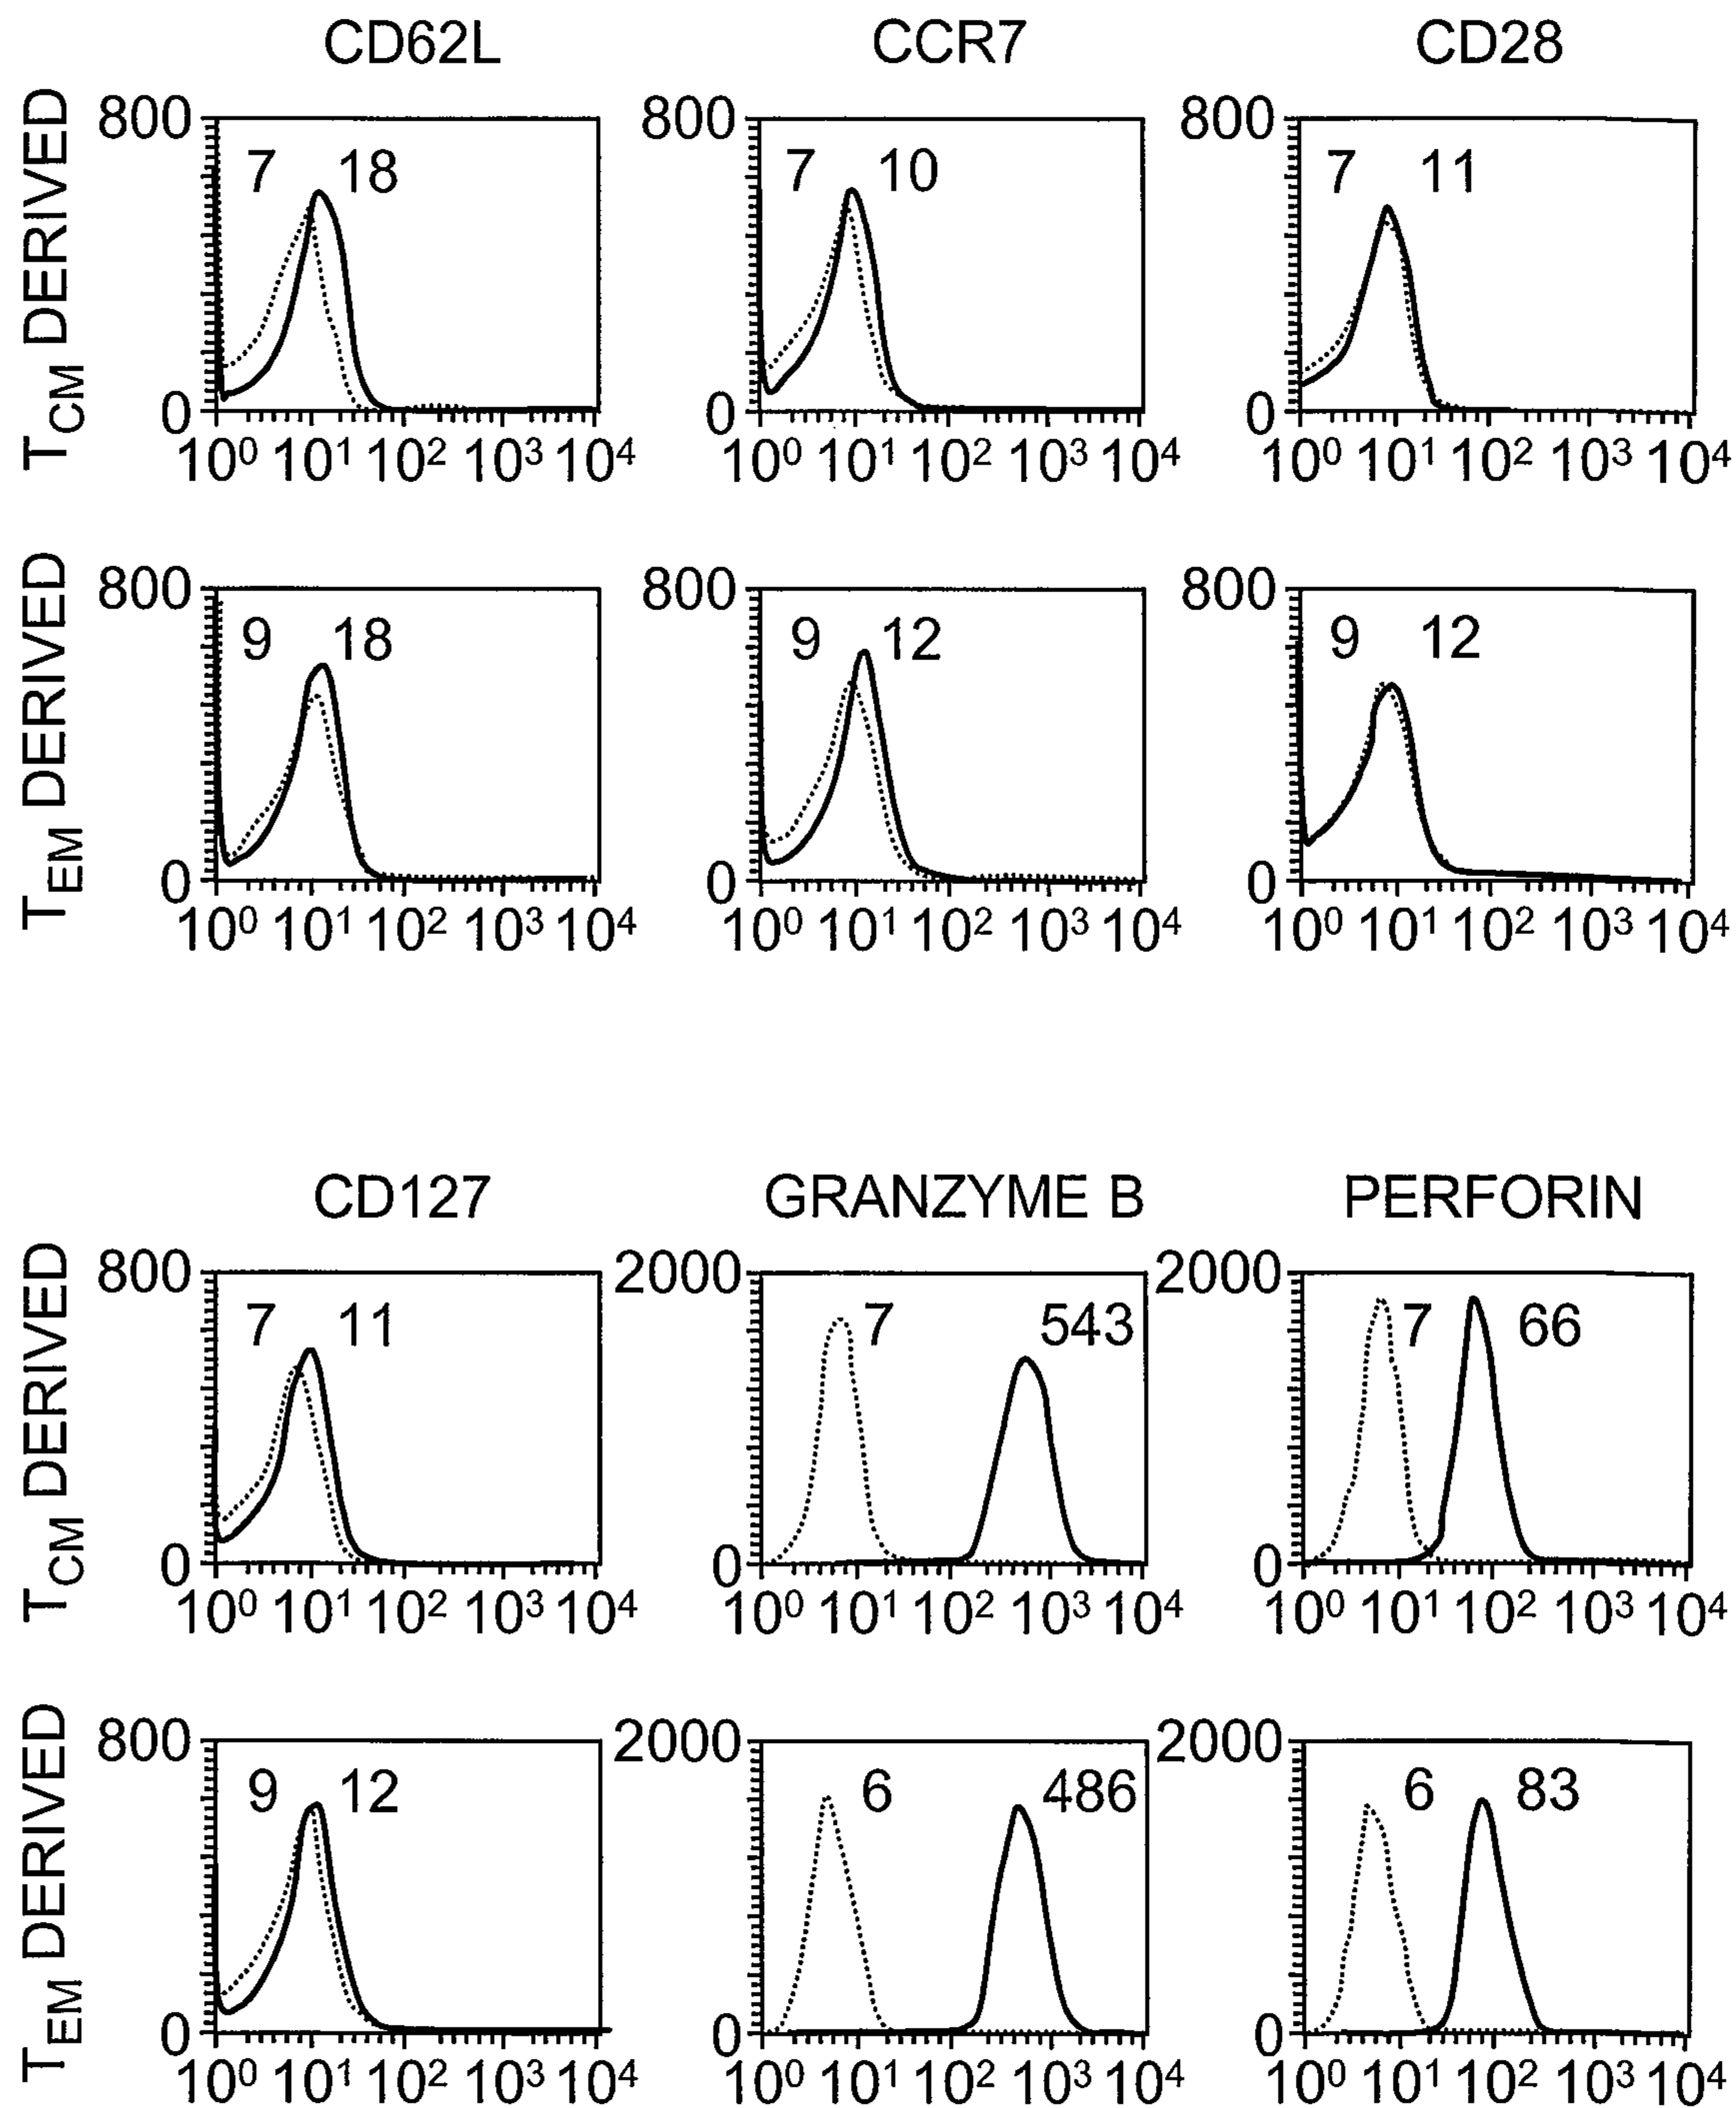 CD62L CCR7 CD28
TCM DERIVED
800 7 18 0 10⁰ 10¹ 10² 10³ 10⁴
800 7 10 0 10⁰ 10¹ 10² 10³ 10⁴
800 7 11 0 10⁰ 10¹ 10² 10³ 10⁴
TEM DERIVED
800 9 18 0 10⁰ 10¹ 10² 10³ 10⁴
800 9 12 0 10⁰ 10¹ 10² 10³ 10⁴
800 9 12 0 10⁰ 10¹ 10² 10³ 10⁴
CD127 GRANZYME B PERFORIN
TCM DERIVED
800 7 11 0 10⁰ 10¹ 10² 10³ 10⁴
2000 7 543 0 10⁰ 10¹ 10² 10³ 10⁴
2000 7 66 0 10⁰ 10¹ 10² 10³ 10⁴
TEM DERIVED
800 9 12 0 10⁰ 10¹ 10² 10³ 10⁴
2000 6 486 0 10⁰ 10¹ 10² 10³ 10⁴
2000 6 83 0 10⁰ 10¹ 10² 10³ 10⁴